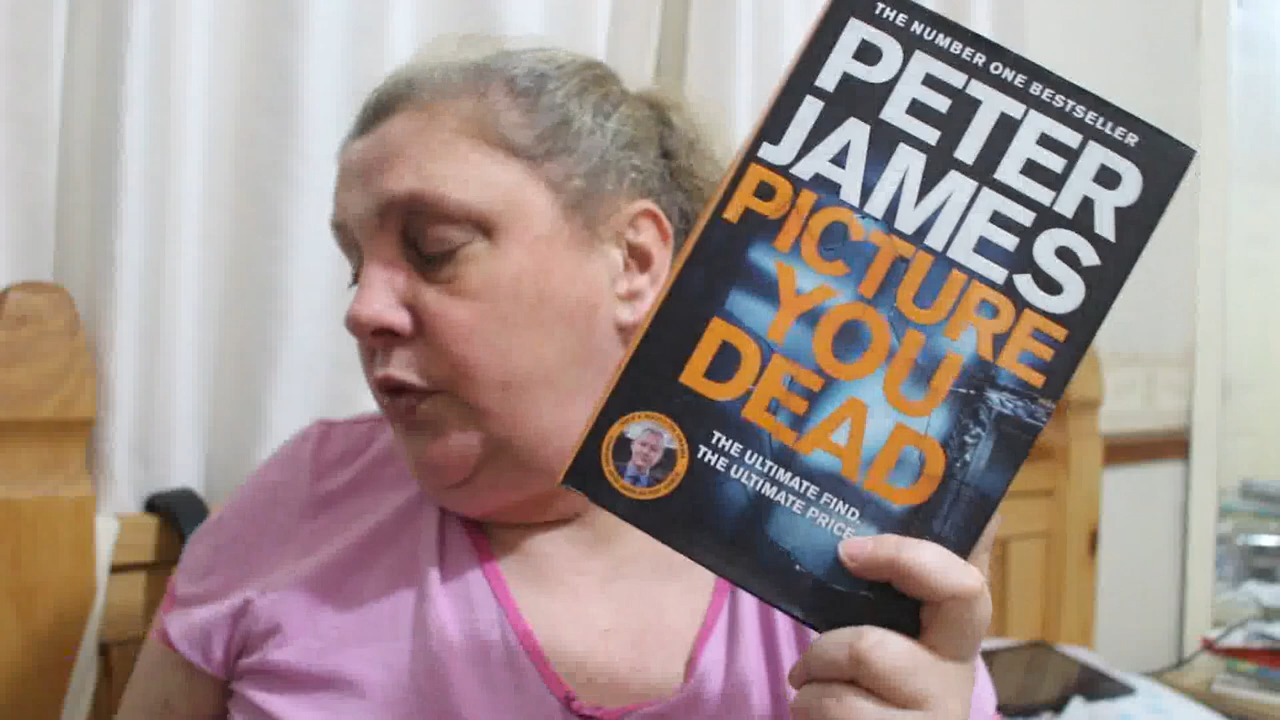 THE NUMBER ONE BESTSELLER
PETER
JAMES
PICTURE
YOU
DEAD
THE ULTIMATE FIND.
THE ULTIMATE PRICE